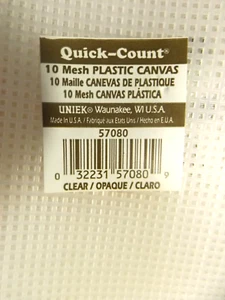 Quick-Count®
10 Mesh PLASTIC CANVAS
10 Maille CANEVAS DE PLASTIQUE
10 Mesh CANVAS PLÁSTICA
UNIEK® Waunakee, WI U.S.A.
Made In U.S.A. / Fabriqué aux États Unis / Hecho en E.U.A.
57080
0 32231 57080 9
CLEAR / OPAQUE / CLARO